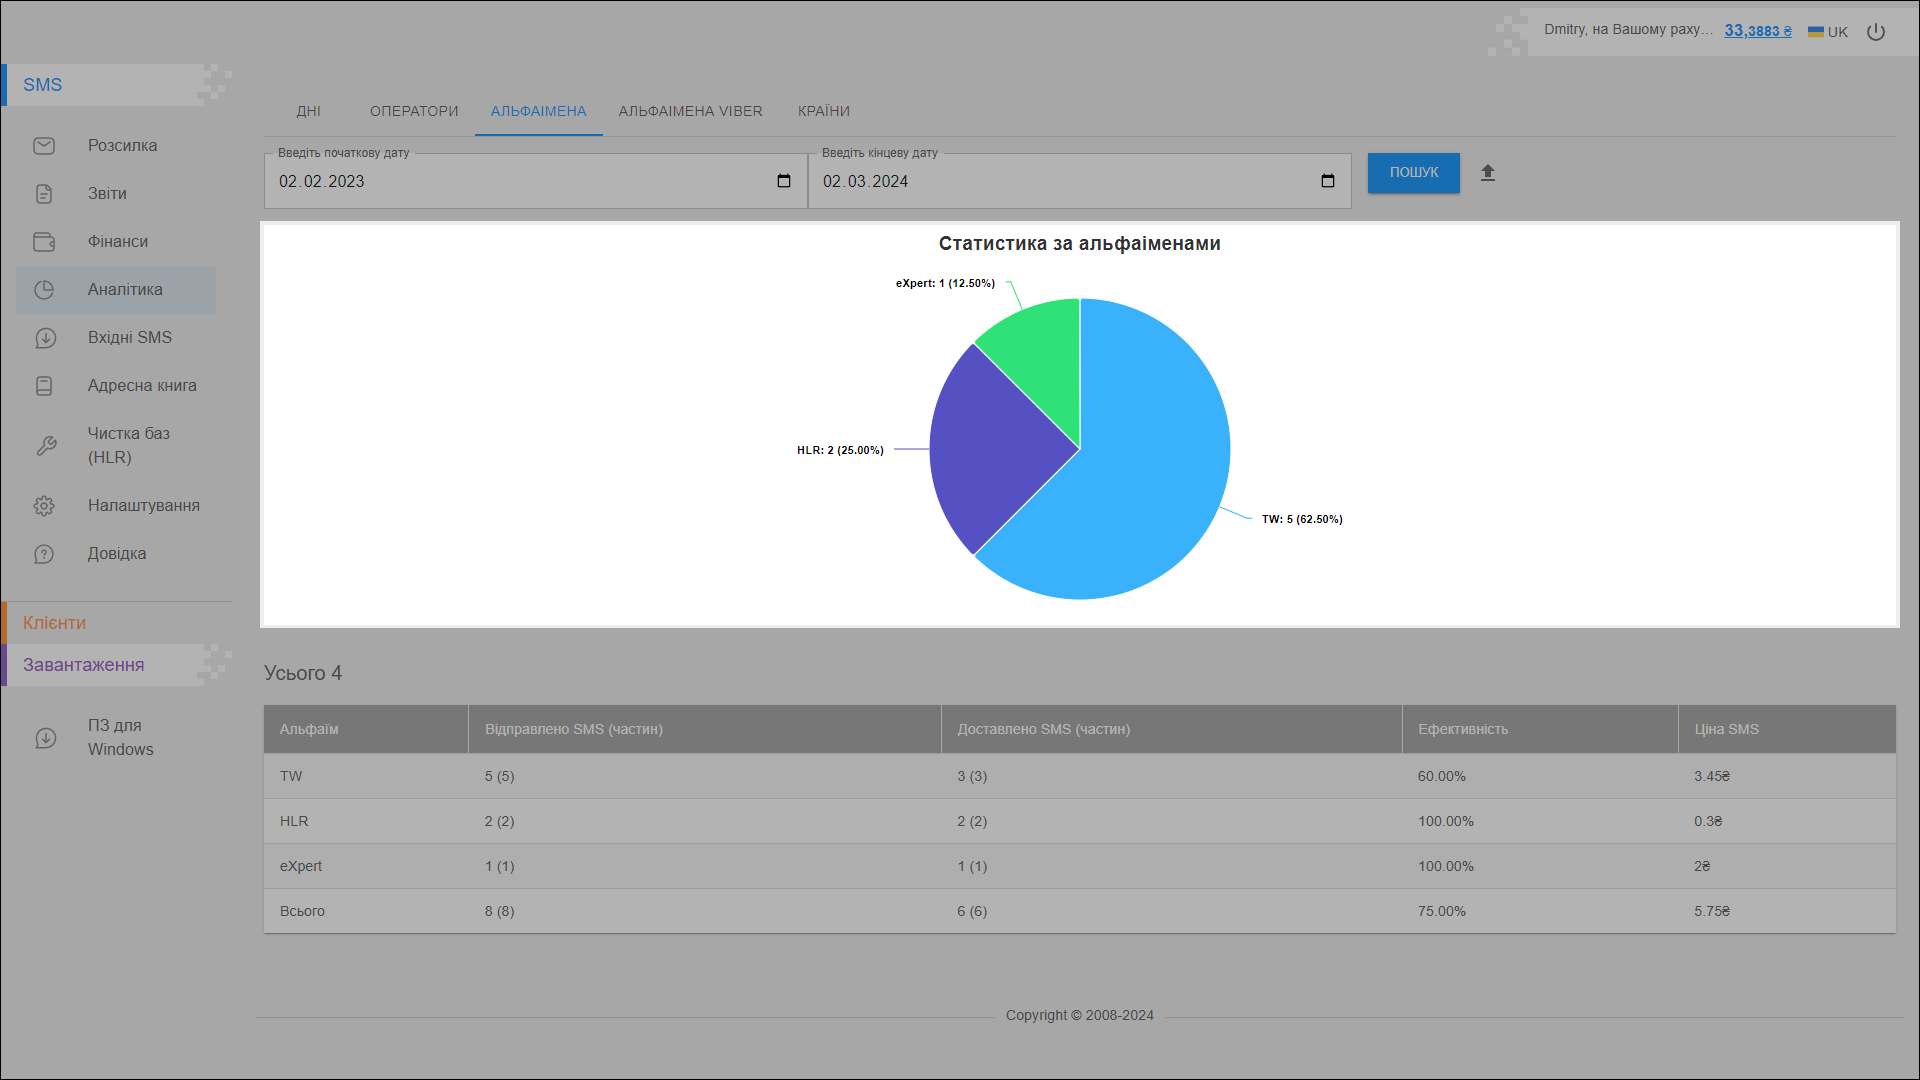 Dmitry, на Вашому раху... 33,3883 ₴ UK
SMS
Розсилка
Звіти
Фінанси
Аналітика
Вхідні SMS
Адресна книга
Чистка баз
(HLR)
Налаштування
Довідка
Клієнти
Завантаження
ПЗ для
Windows
ДНІ ОПЕРАТОРИ АЛЬФАІМЕНА АЛЬФАІМЕНА VIBER КРАЇНИ
Введіть початкову дату Введіть кінцеву дату
02.02.2023 02.03.2024 ПОШУК
Статистика за альфаіменами
eXpert: 1 (12.50%)
HLR: 2 (25.00%)
TW: 5 (62.50%)
Усього 4
Альфаїм Відправлено SMS (частин) Доставлено SMS (частин) Ефективність Ціна SMS
TW 5 (5) 3 (3) 60.00% 3.45₴
HLR 2 (2) 2 (2) 100.00% 0.3₴
eXpert 1 (1) 1 (1) 100.00% 2₴
Всього 8 (8) 6 (6) 75.00% 5.75₴
Copyright © 2008-2024